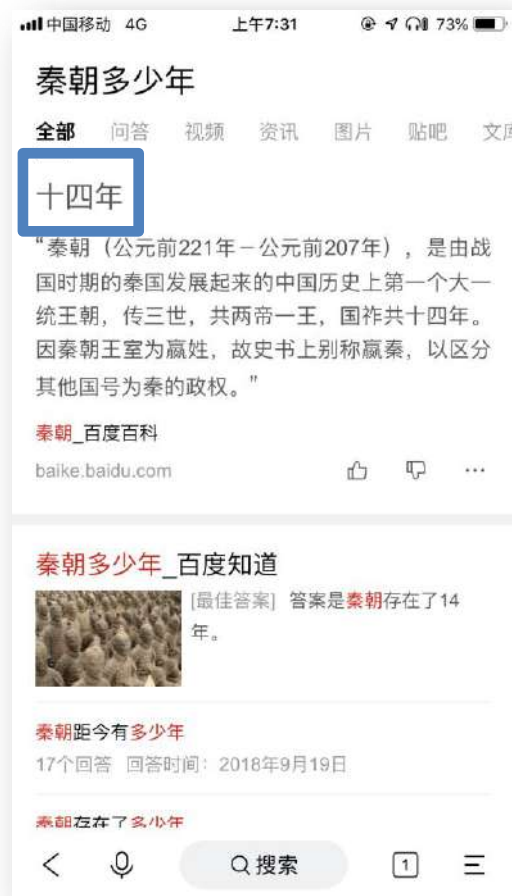 中国移动 4G 上午7:31 73%
秦朝多少年
全部 问答 视频 资讯 图片 贴吧 文库
十四年
“秦朝（公元前221年－公元前207年），是由战
国时期的秦国发展起来的中国历史上第一个大一
统王朝，传三世，共两帝一王，国祚共十四年。
因秦朝王室为嬴姓，故史书上别称嬴秦，以区分
其他国号为秦的政权。”
秦朝_百度百科
baike.baidu.com
秦朝多少年_百度知道
[最佳答案] 答案是秦朝存在了14
年。
秦朝距今有多少年
17个回答 回答时间：2018年9月19日
秦朝存在了多少年
搜索 1